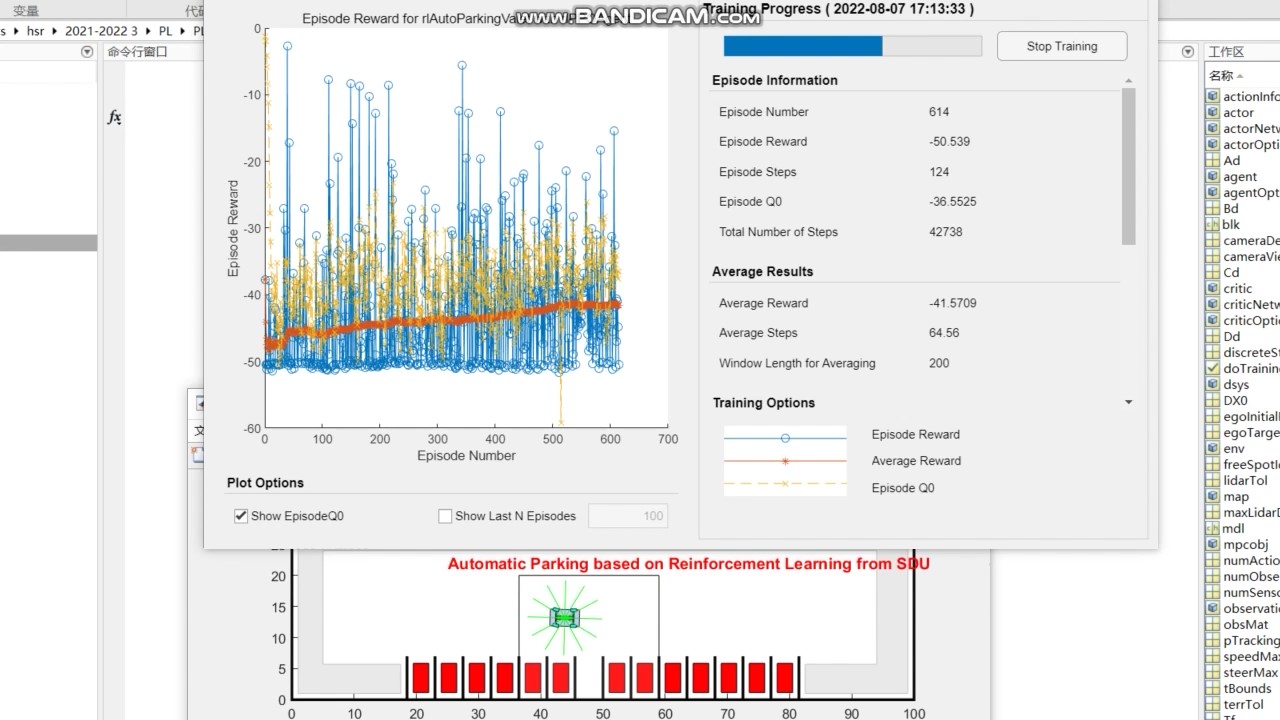 变量
s ▸ hsr ▸ 2021-2022 3 ▸ PL ▸
命令行窗口
fx
www.BANDICAM.com
Episode Reward for rlAutoParkingVa
0
-10
-20
-30
-40
-50
-60
Episode Reward
0 100 200 300 400 500 600 700
Episode Number
Plot Options
Show EpisodeQ0
Show Last N Episodes
100
Training Progress ( 2022-08-07 17:13:33 )
Stop Training
Episode Information
Episode Number 614
Episode Reward -50.539
Episode Steps 124
Episode Q0 -36.5525
Total Number of Steps 42738
Average Results
Average Reward -41.5709
Average Steps 64.56
Window Length for Averaging 200
Training Options
Episode Reward
Average Reward
Episode Q0
Automatic Parking based on Reinforcement Learning from SDU
20
15
10
5
0
0 10 20 30 40 50 60 70 80 90 100
工作区
名称
actionInfo
actor
actorNetw
actorOpti
Ad
agent
agentOpt
Bd
blk
cameraDe
cameraVie
Cd
critic
criticNetw
criticOptio
Dd
discreteSt
doTraining
dsys
DX0
egoInitial
egoTarge
env
freeSpotId
lidarTol
map
maxLidarD
mdl
mpcobj
numActio
numObse
numSenso
observatio
obsMat
pTracking
speedMax
steerMax
tBounds
terrTol